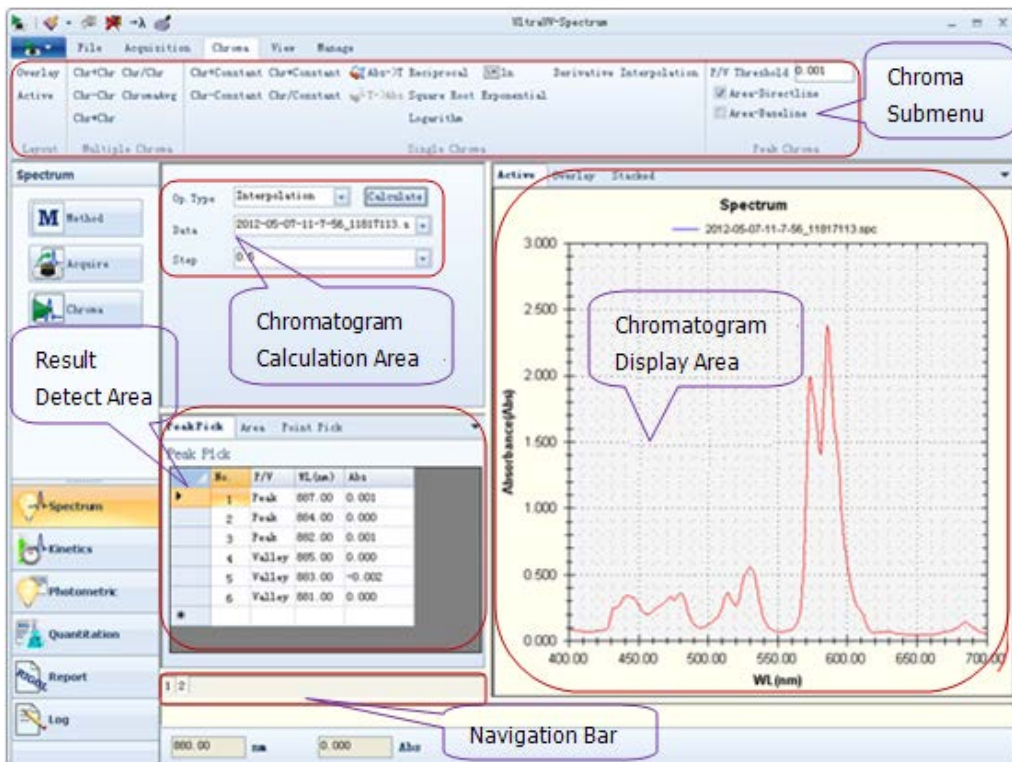 UltraUV-Spectrum
File Acquisition Chroma View Manage
Overlay Chr+Chr Chr/Chr Chr+Constant Chr*Constant Abs->T Reciprocal ln Derivative Interpolation P/V Threshold 0.001
Active Chr-Chr ChromaAvg Chr-Constant Chr/Constant T->Abs Square Root Exponential Area-Directline
Chr*Chr Logarithm Area-Baseline
Layout Multiple Chroma Single Chroma Peak Chroma
Chroma
Submenu
Spectrum
Method
Acquire
Chroma
Op.Type Interpolation Calculate
Data 2012-05-07-11-7-56_11817113.s
Step 0.5
Chromatogram
Calculation Area
Result
Detect Area
PeakPick Area Point Pick
Peak Pick
No. P/V WL(nm) Abs
1 Peak 887.00 0.001
2 Peak 884.00 0.000
3 Peak 882.00 0.001
4 Valley 885.00 0.000
5 Valley 883.00 -0.002
6 Valley 881.00 0.000
Spectrum
Kinetics
Photometric
Quantitation
RIGOL Report
Log
1 2
Navigation Bar
880.00 nm 0.000 Abs
Active Overlay Stacked
Spectrum
2012-05-07-11-7-56_11817113.spc
Chromatogram
Display Area
Absorbance(Abs)
3.000
2.500
2.000
1.500
1.000
0.500
0.000
400.00 450.00 500.00 550.00 600.00 650.00 700.00
WL(nm)